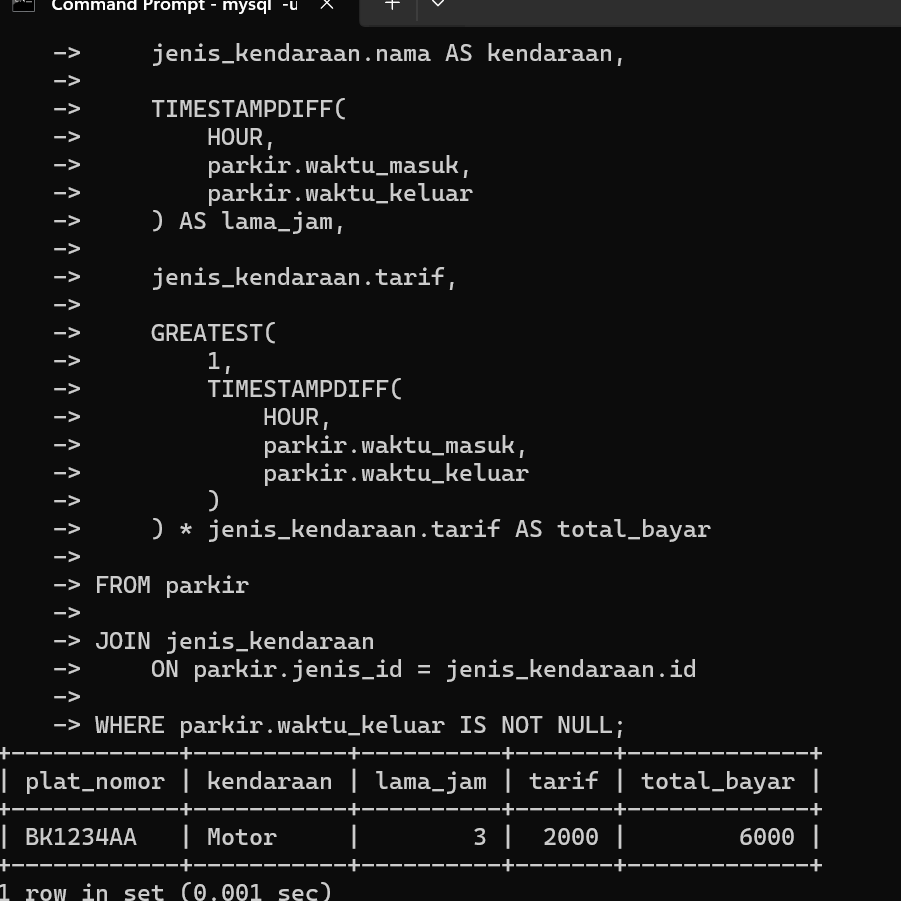 Command Prompt - mysql -u
->     jenis_kendaraan.nama AS kendaraan,
->
->     TIMESTAMPDIFF(
->         HOUR,
->         parkir.waktu_masuk,
->         parkir.waktu_keluar
->     ) AS lama_jam,
->
->     jenis_kendaraan.tarif,
->
->     GREATEST(
->         1,
->         TIMESTAMPDIFF(
->             HOUR,
->             parkir.waktu_masuk,
->             parkir.waktu_keluar
->         )
->     ) * jenis_kendaraan.tarif AS total_bayar
->
-> FROM parkir
->
-> JOIN jenis_kendaraan
->     ON parkir.jenis_id = jenis_kendaraan.id
->
-> WHERE parkir.waktu_keluar IS NOT NULL;
+------------+-----------+----------+-------+-------------+
| plat_nomor | kendaraan | lama_jam | tarif | total_bayar |
+------------+-----------+----------+-------+-------------+
| BK1234AA   | Motor     |        3 |  2000 |        6000 |
+------------+-----------+----------+-------+-------------+
1 row in set (0.001 sec)